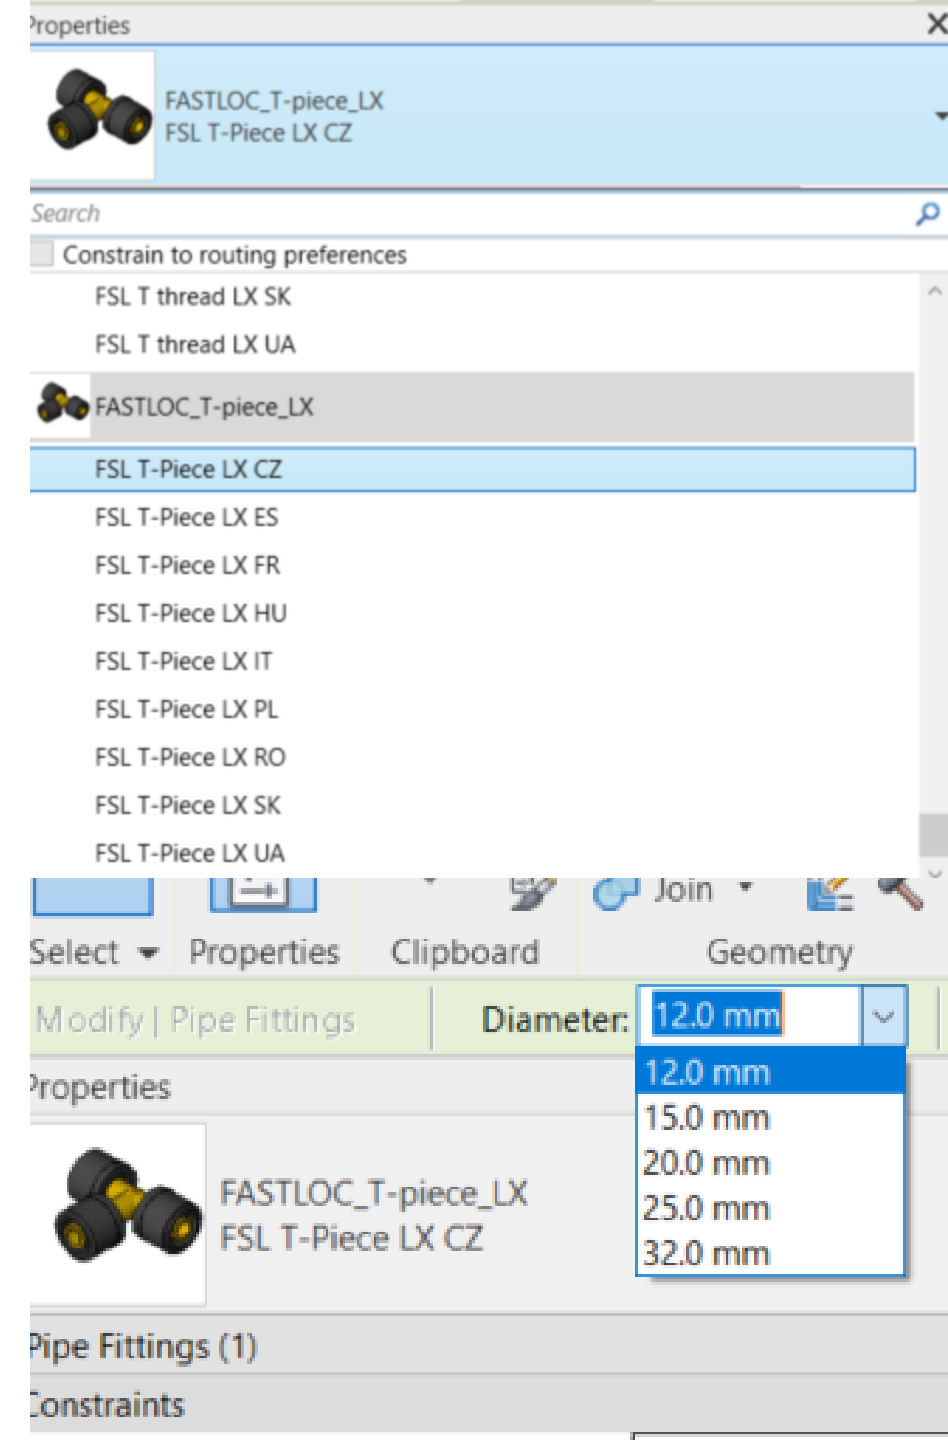 Properties
FASTLOC_T-piece_LX
FSL T-Piece LX CZ
Search
Constrain to routing preferences
FSL T thread LX SK
FSL T thread LX UA
FASTLOC_T-piece_LX
FSL T-Piece LX CZ
FSL T-Piece LX ES
FSL T-Piece LX FR
FSL T-Piece LX HU
FSL T-Piece LX IT
FSL T-Piece LX PL
FSL T-Piece LX RO
FSL T-Piece LX SK
FSL T-Piece LX UA
Join
Select Properties Clipboard Geometry
Modify | Pipe Fittings Diameter: 12.0 mm
12.0 mm
15.0 mm
20.0 mm
25.0 mm
32.0 mm
Properties
FASTLOC_T-piece_LX
FSL T-Piece LX CZ
Pipe Fittings (1)
Constraints